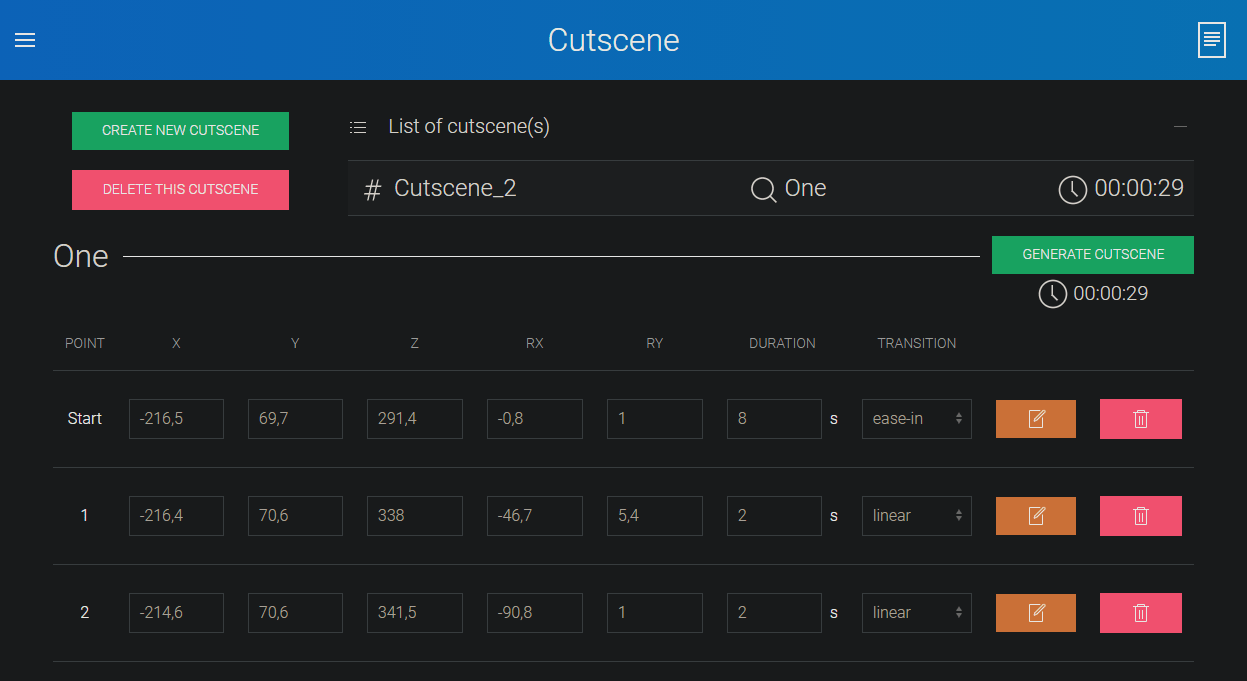 Cutscene
CREATE NEW CUTSCENE
DELETE THIS CUTSCENE
List of cutscene(s)
# Cutscene_2 One 00:00:29
One
GENERATE CUTSCENE
00:00:29
POINT X Y Z RX RY DURATION TRANSITION
Start -216,5 69,7 291,4 -0,8 1 8 s ease-in
1 -216,4 70,6 338 -46,7 5,4 2 s linear
2 -214,6 70,6 341,5 -90,8 1 2 s linear